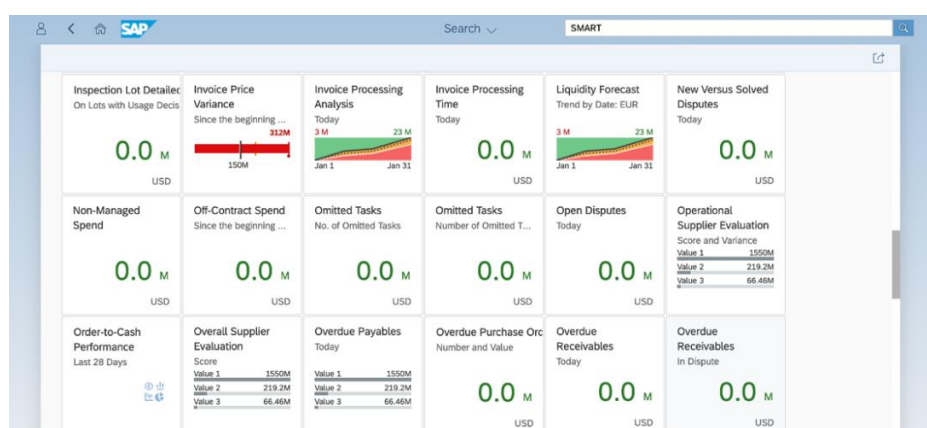 SAP
Search
SMART
Inspection Lot Detailec
On Lots with Usage Decis
0.0 M
USD
Invoice Price
Variance
Since the beginning ...
312M
150M
Invoice Processing
Analysis
Today
3 M 23 M
Jan 1 Jan 31
Invoice Processing
Time
Today
0.0 M
USD
Liquidity Forecast
Trend by Date: EUR
3 M 23 M
Jan 1 Jan 31
New Versus Solved
Disputes
Today
0.0 M
USD
Non-Managed
Spend
0.0 M
USD
Off-Contract Spend
Since the beginning ...
0.0 M
USD
Omitted Tasks
No. of Omitted Tasks
0.0 M
USD
Omitted Tasks
Number of Omitted T...
0.0 M
USD
Open Disputes
Today
0.0 M
USD
Operational
Supplier Evaluation
Score and Variance
Value 1 1550M
Value 2 219.2M
Value 3 66.46M
Order-to-Cash
Performance
Last 28 Days
Overall Supplier
Evaluation
Score
Value 1 1550M
Value 2 219.2M
Value 3 66.46M
Overdue Payables
Today
Value 1 1550M
Value 2 219.2M
Value 3 66.46M
Overdue Purchase Orc
Number and Value
0.0 M
USD
Overdue
Receivables
Today
0.0 M
USD
Overdue
Receivables
In Dispute
0.0 M
USD